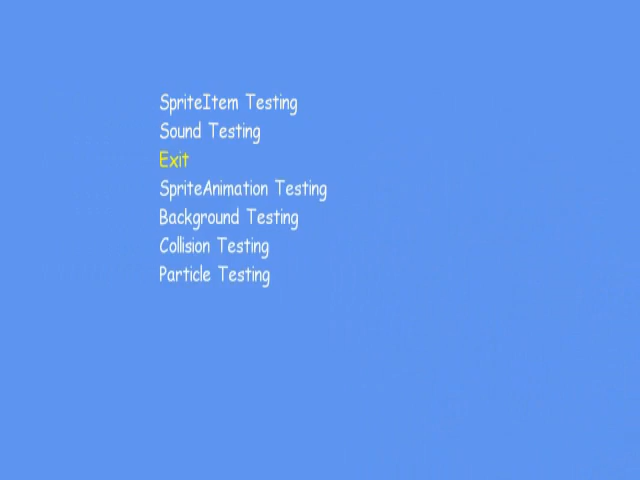 SpriteItem Testing
Sound Testing
Exit
SpriteAnimation Testing
Background Testing
Collision Testing
Particle Testing